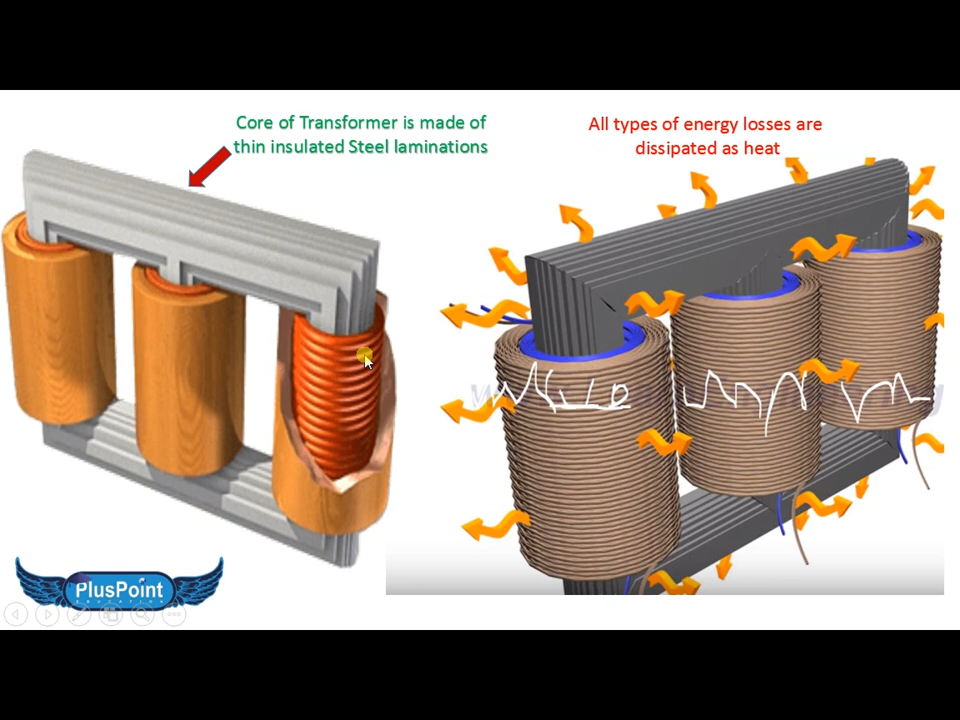 Core of Transformer is made of
thin insulated Steel laminations
All types of energy losses are
dissipated as heat
PlusPoint
EDUCATION